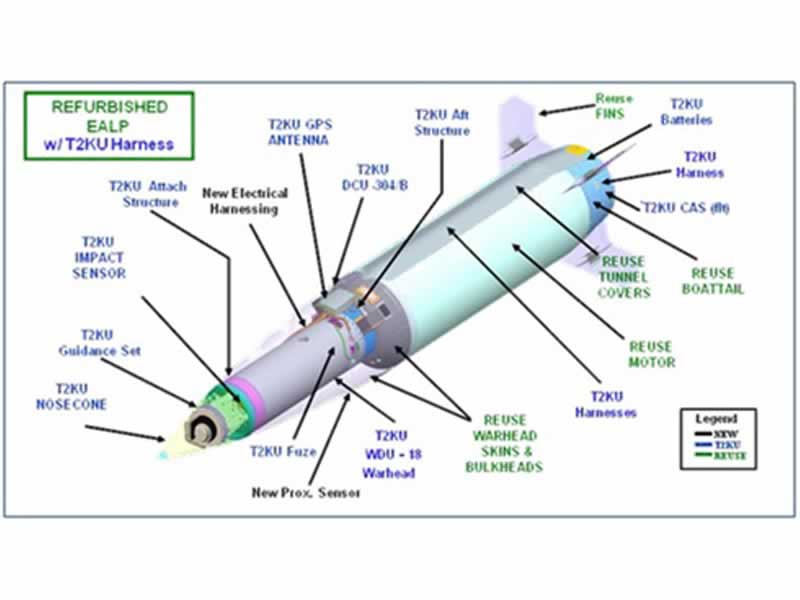 REFURBISHED
EALP
w/ T2KU Harness
Reuse
FINS
T2KU
Batteries
T2KU Aft
Structure
T2KU GPS
ANTENNA
T2KU
Harness
T2KU
DCU -304/B
T2KU Attach
Structure
New Electrical
Harnessing
T2KU CAS (flt)
T2KU
IMPACT
SENSOR
REUSE
TUNNEL
COVERS
REUSE
BOATTAIL
T2KU
Guidance Set
REUSE
MOTOR
T2KU
NOSECONE
T2KU
Harnesses
T2KU Fuze
T2KU
WDU - 18
Warhead
REUSE
WARHEAD
SKINS &
BULKHEADS
New Prox. Sensor
Legend
NEW
T2KU
REUSE